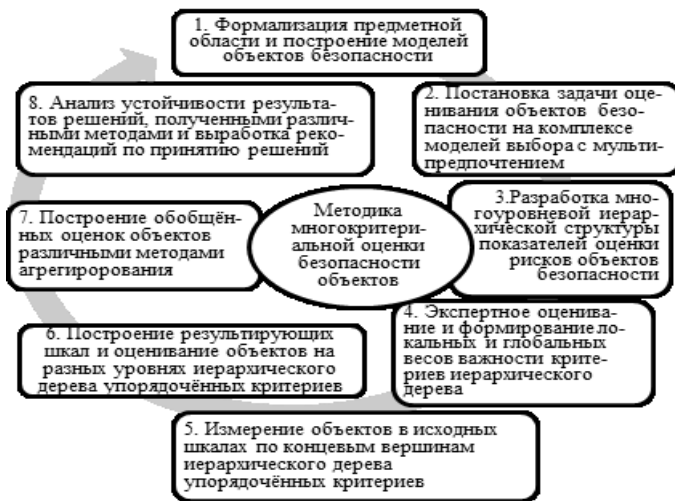 1. Формализация предметной
области и построение моделей
объектов безопасности
2. Постановка задачи оце-
нивания объектов безо-
пасности на комплексе
моделей выбора с мульти-
предпочтением
3.Разработка мно-
гоуровневой иерар-
хической структуры
показателей оценки
рисков объектов
безопасности
4. Экспертное оценива-
ние и формирование ло-
кальных и глобальных
весов важности крите-
риев иерархического
дерева
5. Измерение объектов в исходных
шкалах по концевым вершинам
иерархического дерева
упорядочённых критериев
6. Построение результирующих
шкал и оценивание объектов на
разных уровнях иерархического
дерева упорядочённых критериев
7. Построение обобщён-
ных оценок объектов
различными методами
агрегирорования
8. Анализ устойчивости результа-
тов решений, полученными различ-
ными методами и выработка реко-
мендаций по принятию решений
Методика
многокритери-
альной оценки
безопасности
объектов